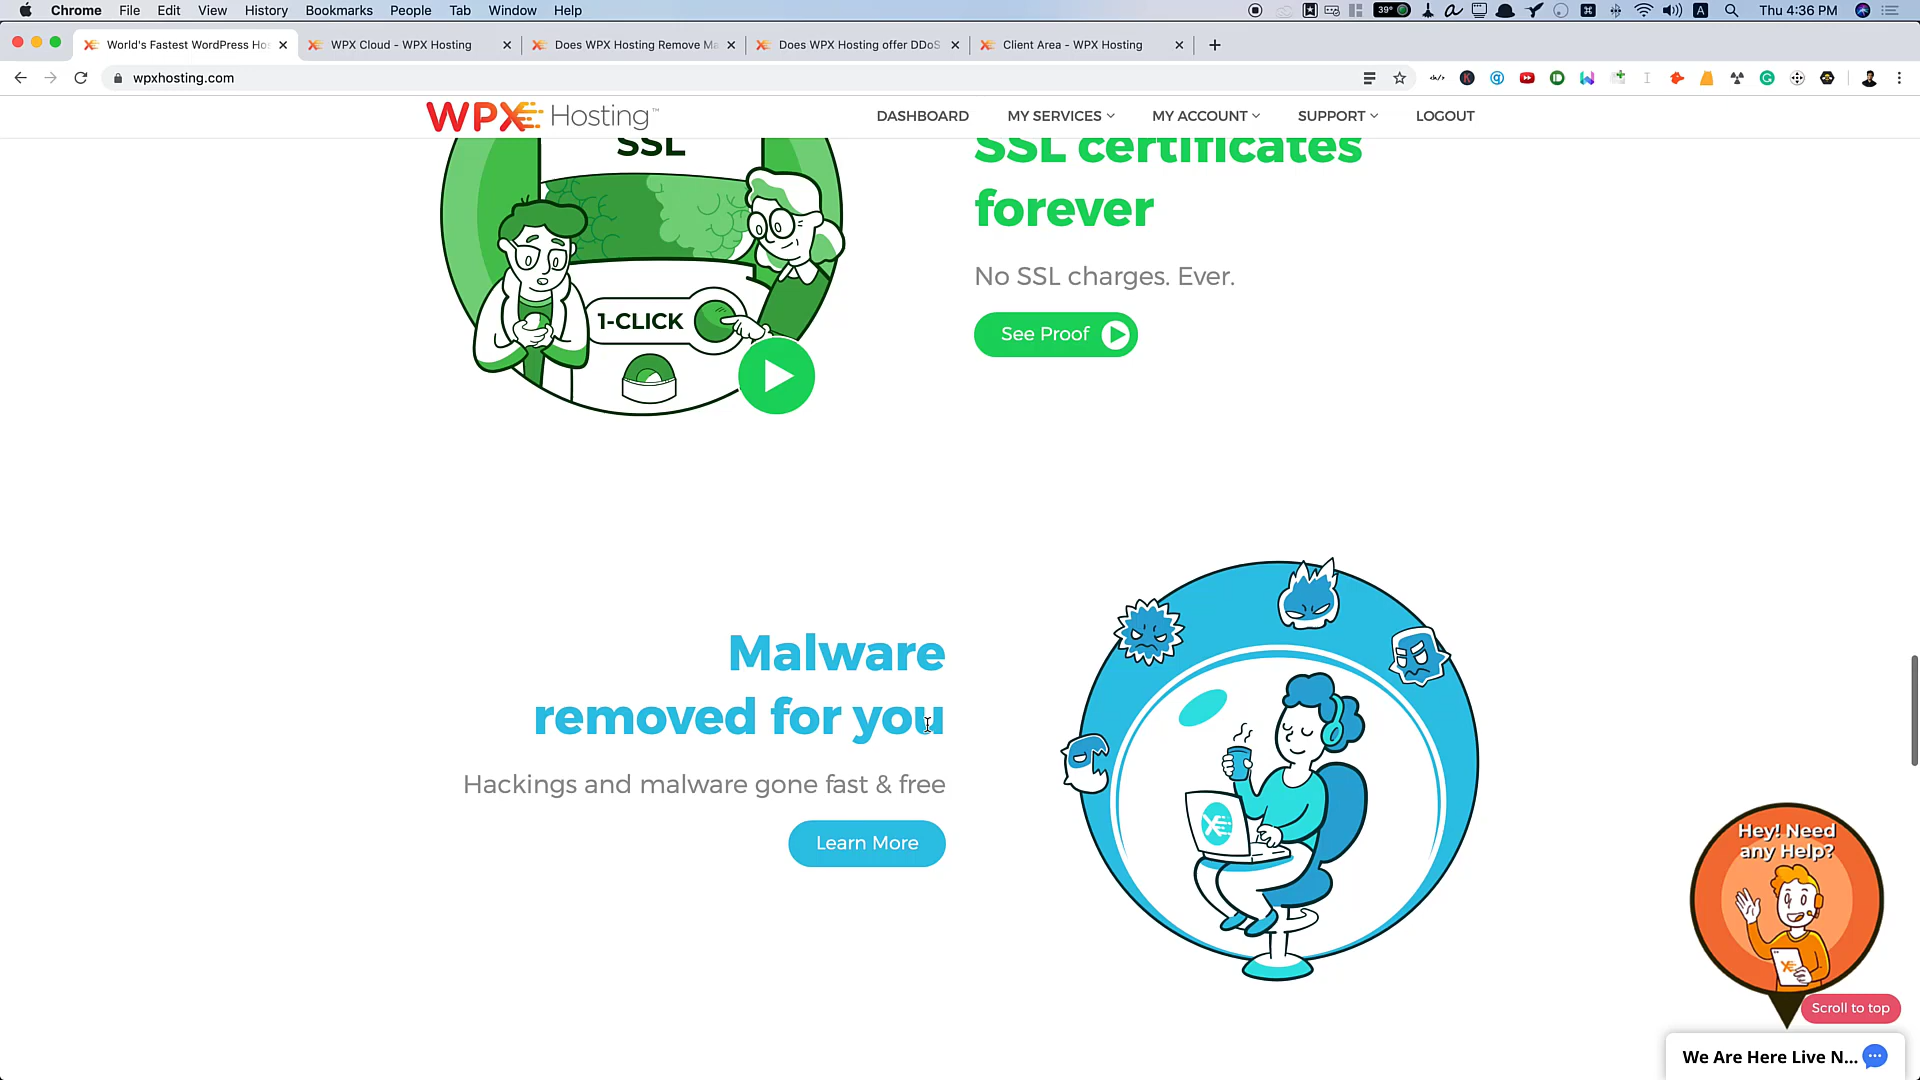 Chrome File Edit View History Bookmarks People Tab Window Help
39° A Thu 4:36 PM
World's Fastest WordPress Ho
WPX Cloud - WPX Hosting
Does WPX Hosting Remove Ma
Does WPX Hosting offer DDoS
Client Area - WPX Hosting
wpxhosting.com
WPX Hosting™ DASHBOARD MY SERVICES MY ACCOUNT SUPPORT LOGOUT
SSL
1-CLICK
SSL certificates
forever
No SSL charges. Ever.
See Proof
Malware
removed for you
Hackings and malware gone fast & free
Learn More
Hey! Need
any Help?
Scroll to top
We Are Here Live N...